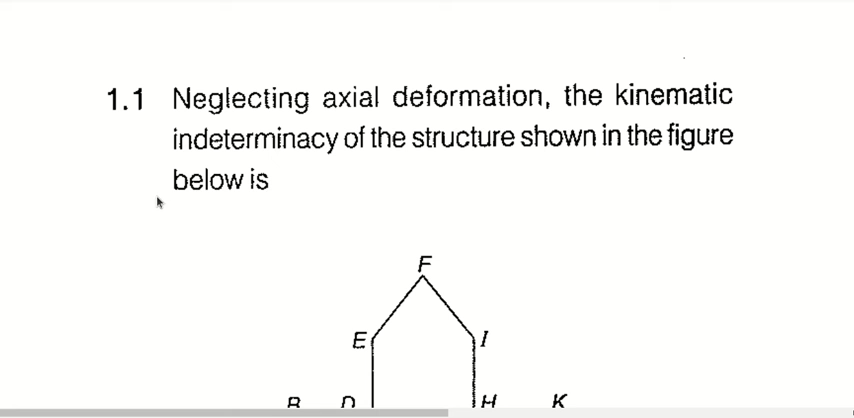 1.1 Neglecting axial deformation, the kinematic
indeterminacy of the structure shown in the figure
below is
F
E I
B D H K